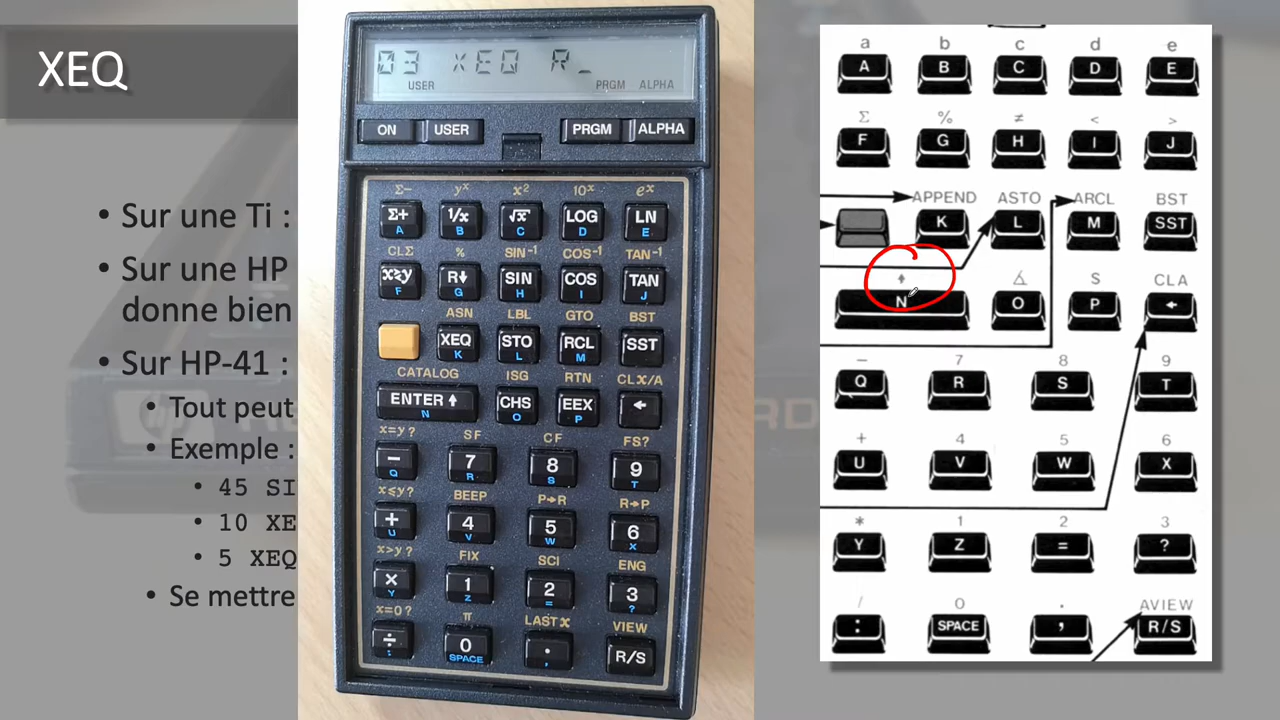 XEQ
• Sur une Ti :
• Sur une HP
donne bien
• Sur HP-41 :
• Tout peut
• Exemple :
• 45 SI
• 10 XE
• 5 XEQ
• Se mettre
03 XEQ R_
USER PRGM ALPHA
ON USER PRGM ALPHA
Σ− yˣ x² 10ˣ eˣ
Σ+ 1/x √x LOG LN
A B C D E
CLΣ % SIN⁻¹ COS⁻¹ TAN⁻¹
x≷y R↓ SIN COS TAN
F G H I J
ASN LBL GTO BST
XEQ STO RCL SST
K L M
CATALOG ISG RTN CLX/A
ENTER↑ CHS EEX ←
N O P
x=y? SF CF FS?
− 7 8 9
Q R S T
x≤y? BEEP P→R R→P
+ 4 5 6
U V W X
x>y? FIX SCI ENG
× 1 2 3
Y Z = ?
x=0? π LAST X VIEW
÷ 0 . R/S
: SPACE ,
a b c d e
A B C D E
Σ % ≠ < >
F G H I J
APPEND ASTO ARCL BST
K L M SST
↑ ∡ S CLA
N O P ←
− 7 8 9
Q R S T
+ 4 5 6
U V W X
* 1 2 3
Y Z = ?
/ 0 . AVIEW
: SPACE , R/S